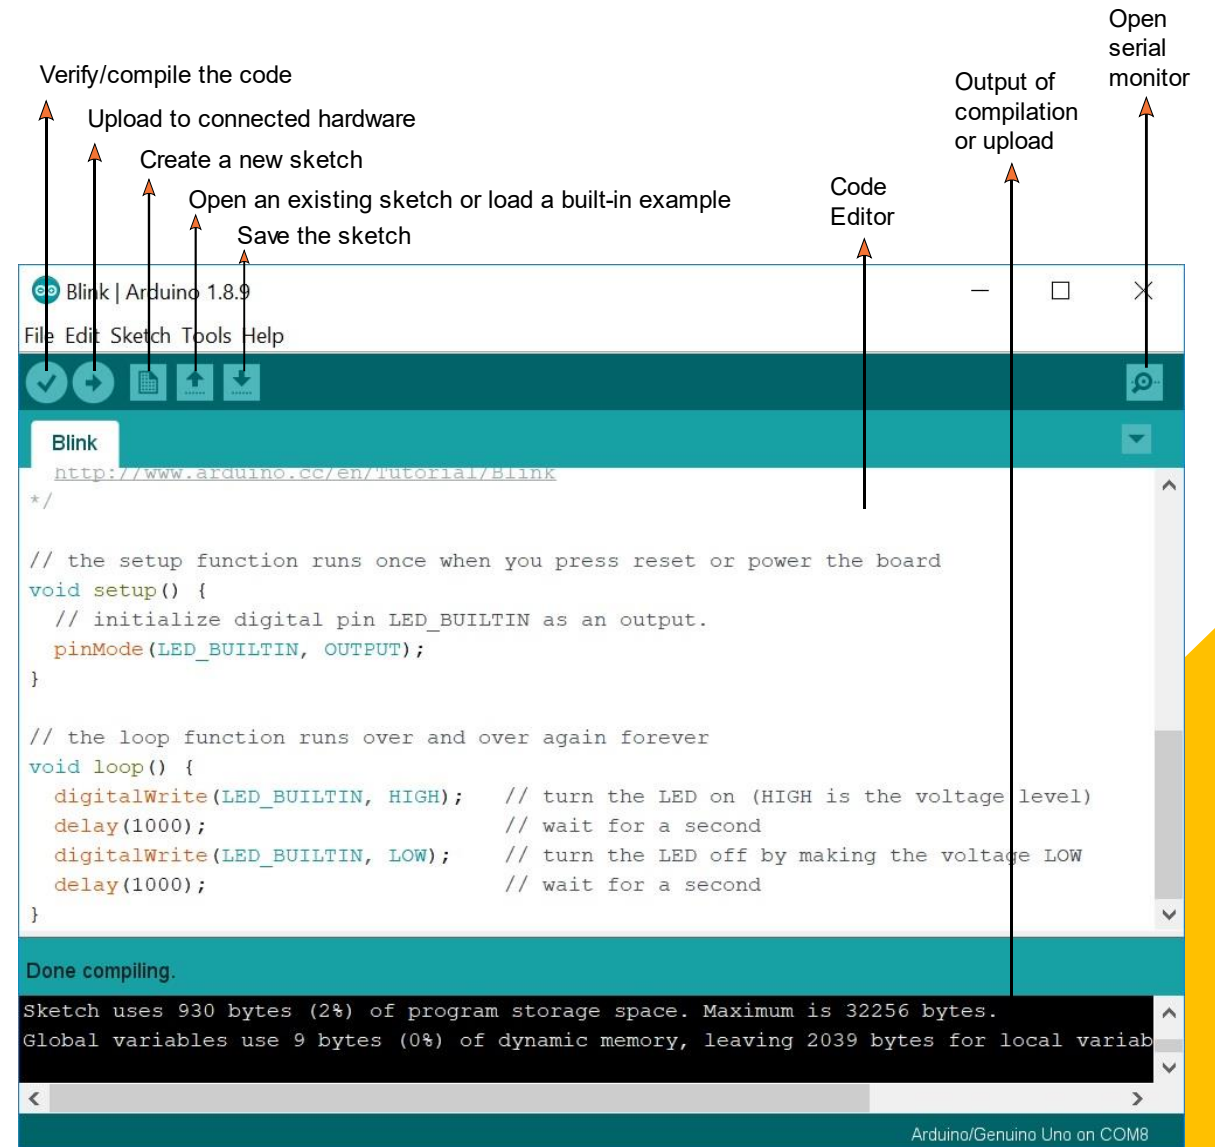 Open
serial
monitor
Verify/compile the code
Output of
compilation
or upload
Upload to connected hardware
Create a new sketch
Code
Editor
Open an existing sketch or load a built-in example
Save the sketch
Blink | Arduino 1.8.9
File Edit Sketch Tools Help
Blink
http://www.arduino.cc/en/Tutorial/Blink
*/
// the setup function runs once when you press reset or power the board
void setup() {
// initialize digital pin LED_BUILTIN as an output.
pinMode(LED_BUILTIN, OUTPUT);
}
// the loop function runs over and over again forever
void loop() {
digitalWrite(LED_BUILTIN, HIGH); // turn the LED on (HIGH is the voltage level)
delay(1000); // wait for a second
digitalWrite(LED_BUILTIN, LOW); // turn the LED off by making the voltage LOW
delay(1000); // wait for a second
}
Done compiling.
Sketch uses 930 bytes (2%) of program storage space. Maximum is 32256 bytes.
Global variables use 9 bytes (0%) of dynamic memory, leaving 2039 bytes for local variab
Arduino/Genuino Uno on COM8